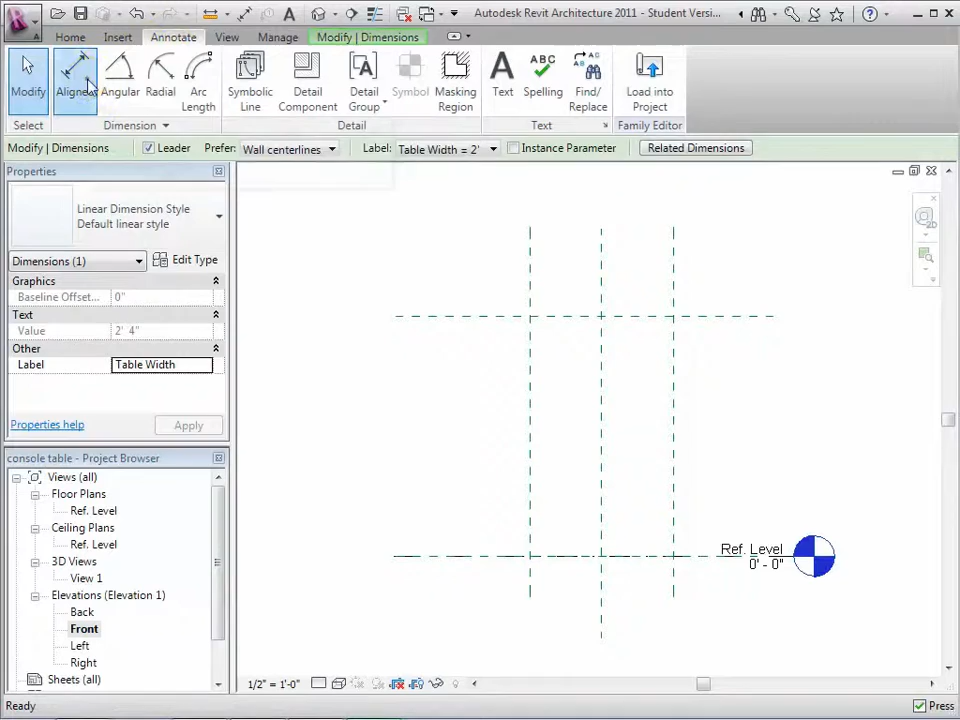 Autodesk Revit Architecture 2011 - Student Versi...
Home Insert Annotate View Manage Modify | Dimensions
Modify Aligned Angular Radial Arc Length Symbolic Line Detail Component Detail Group Symbol Masking Region Text Spelling Find/ Replace Load into Project
Select Dimension Detail Text Family Editor
Modify | Dimensions Leader Prefer: Wall centerlines Label: Table Width = 2' Instance Parameter Related Dimensions
Properties
Linear Dimension Style
Default linear style
Dimensions (1) Edit Type
Graphics
Baseline Offset... 0"
Text
Value 2' 4"
Other
Label Table Width
Properties help Apply
console table - Project Browser
Views (all)
Floor Plans
Ref. Level
Ceiling Plans
Ref. Level
3D Views
View 1
Elevations (Elevation 1)
Back
Front
Left
Right
Sheets (all)
Ref. Level
0' - 0"
2D
1/2" = 1'-0"
Ready Press